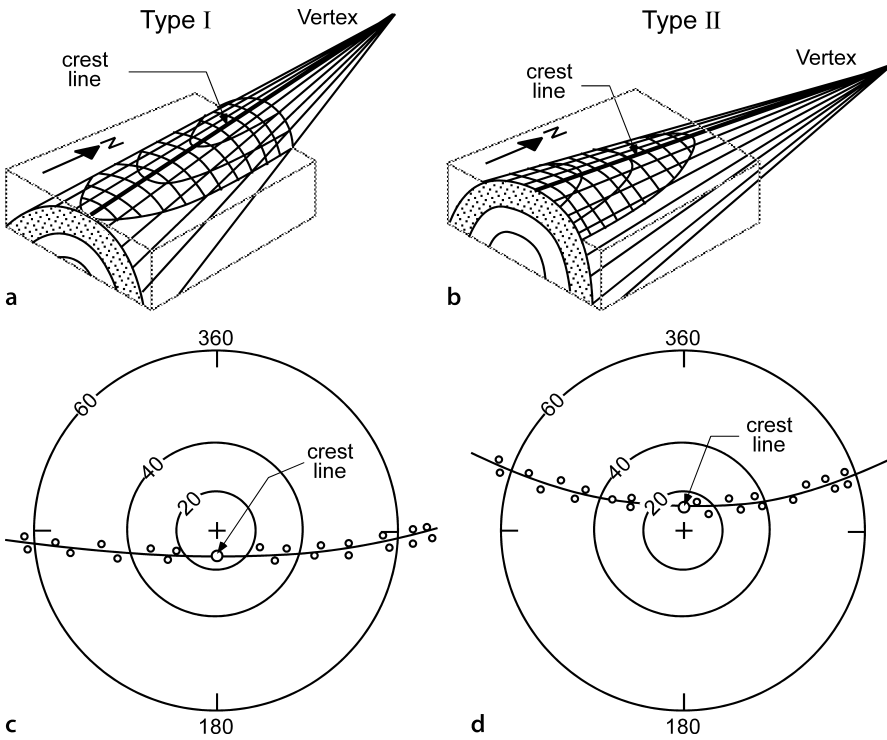 Type I
Vertex
crest
line
N
a
Type II
Vertex
crest
line
N
b
360
60
40
20
crest
line
180
c
360
60
40
20
crest
line
180
d